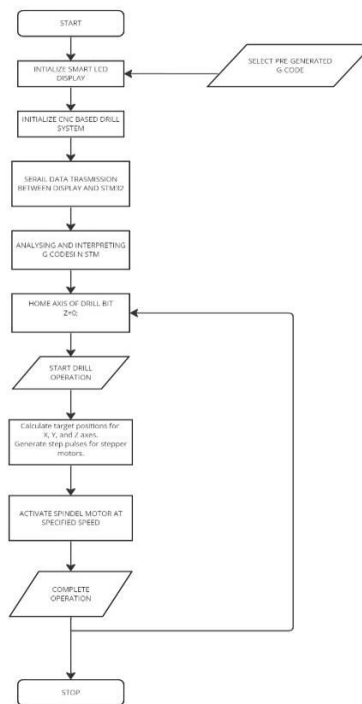 START
SELECT PRE-GENERATED
G CODE
INTIALIZE SMART LCD
DISPLAY
INITIALIZE CNC BASED DRILL
SYSTEM
SERAIL DATA TRASMISSION
BETWEEN DISPLAY AND STM32
ANALYSING AND INTERPRETING
G CODESI N STM
HOME AXIS OF DRILL BIT
Z=0;
START DRILL
OPERATION
Calculate target positions for
X, Y, and Z axes.
Generate step pulses for stepper
motors.
ACTIVATE SPINDEL MOTOR AT
SPECIFIED SPEED
COMPLETE
OPERATION
STOP